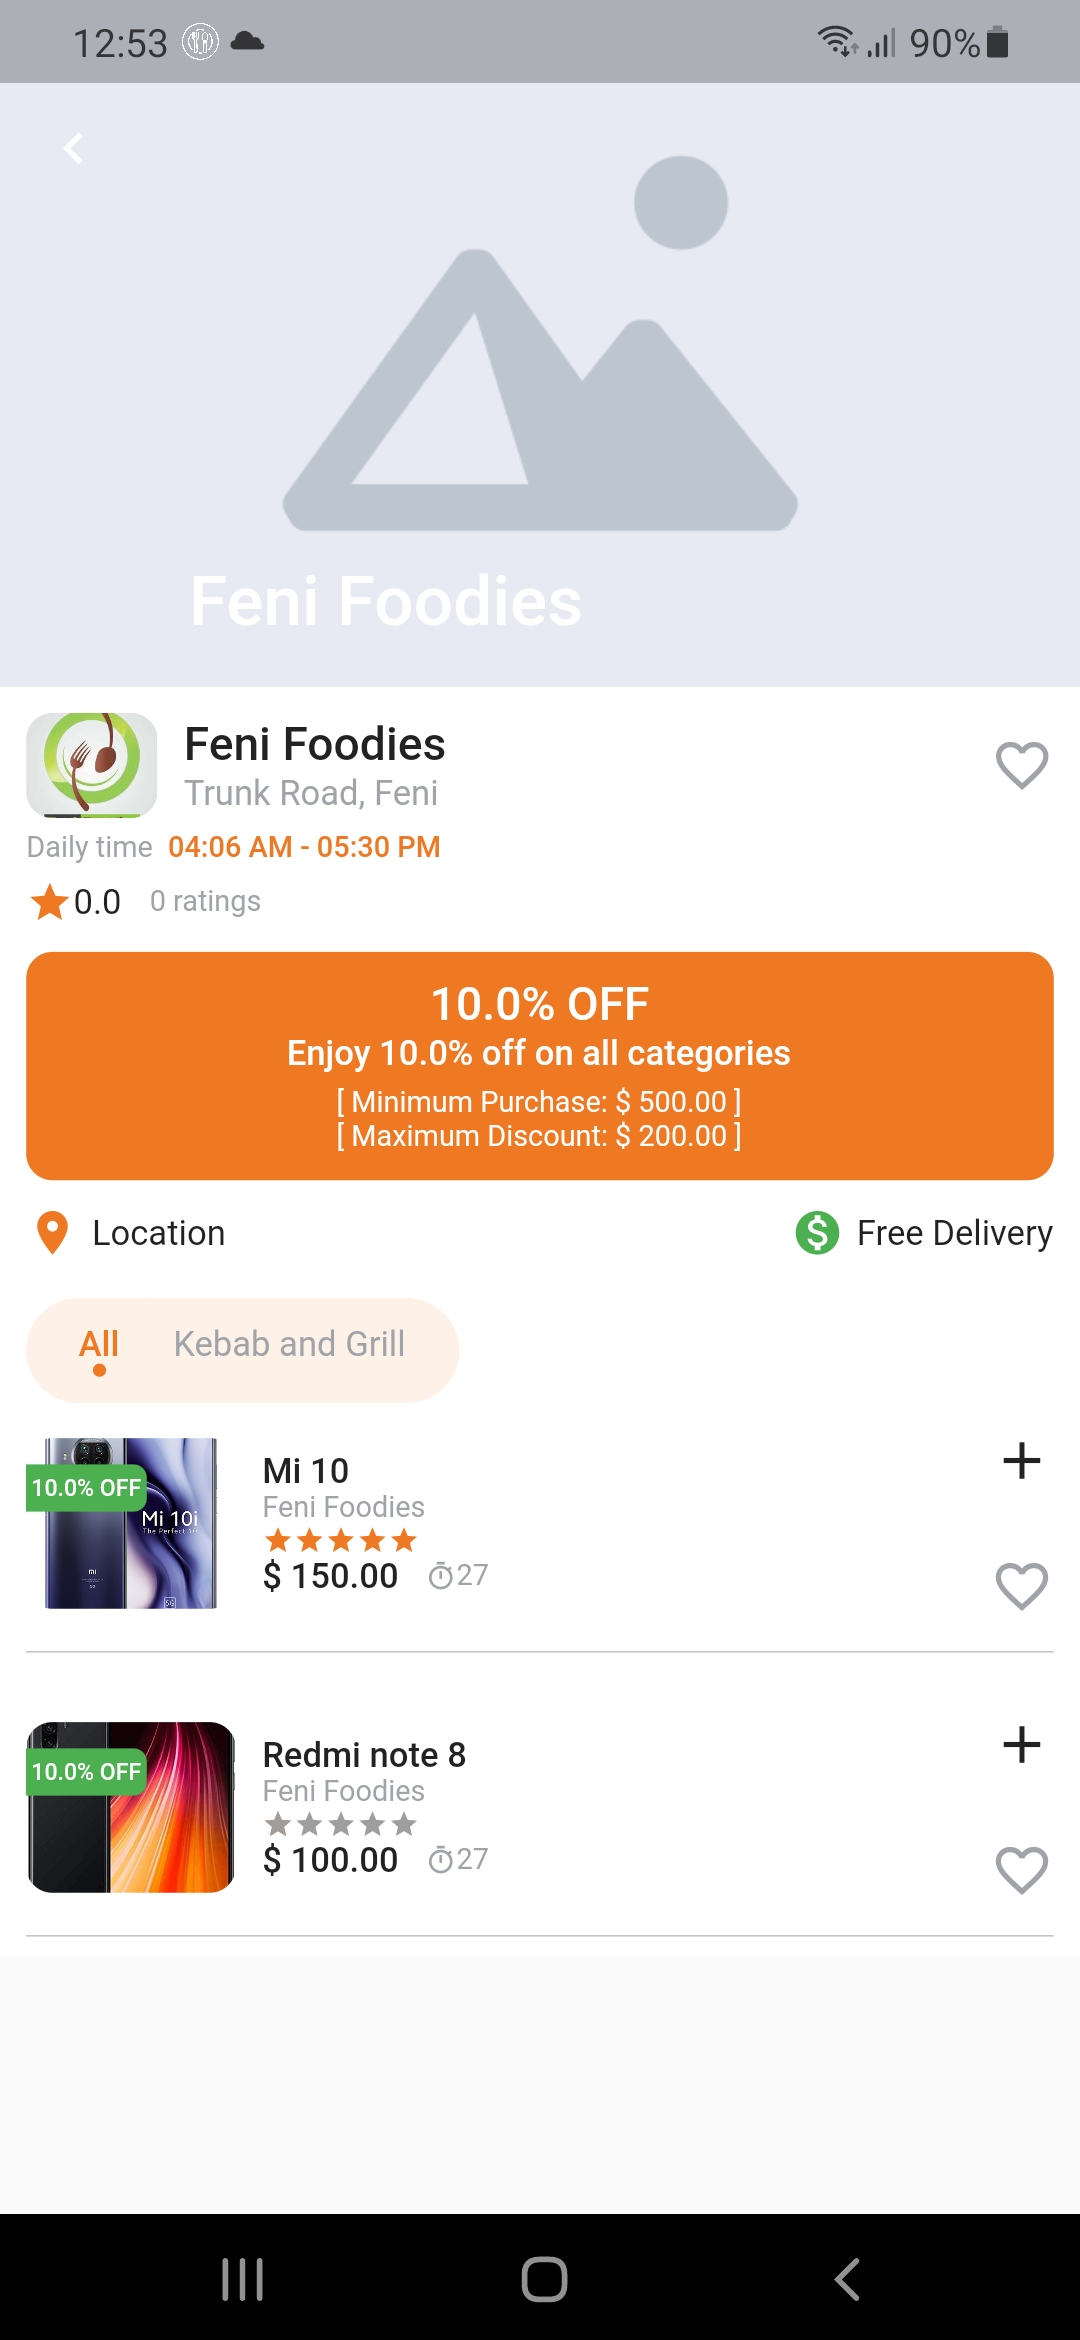 12:53
90%
Feni Foodies
Feni Foodies
Trunk Road, Feni
Daily time 04:06 AM - 05:30 PM
0.0 0 ratings
10.0% OFF
Enjoy 10.0% off on all categories
[ Minimum Purchase: $ 500.00 ]
[ Maximum Discount: $ 200.00 ]
Location
Free Delivery
All Kebab and Grill
10.0% OFF
Mi 10i
mi
5G
Mi 10
Feni Foodies
$ 150.00 27
10.0% OFF
Redmi note 8
Feni Foodies
$ 100.00 27